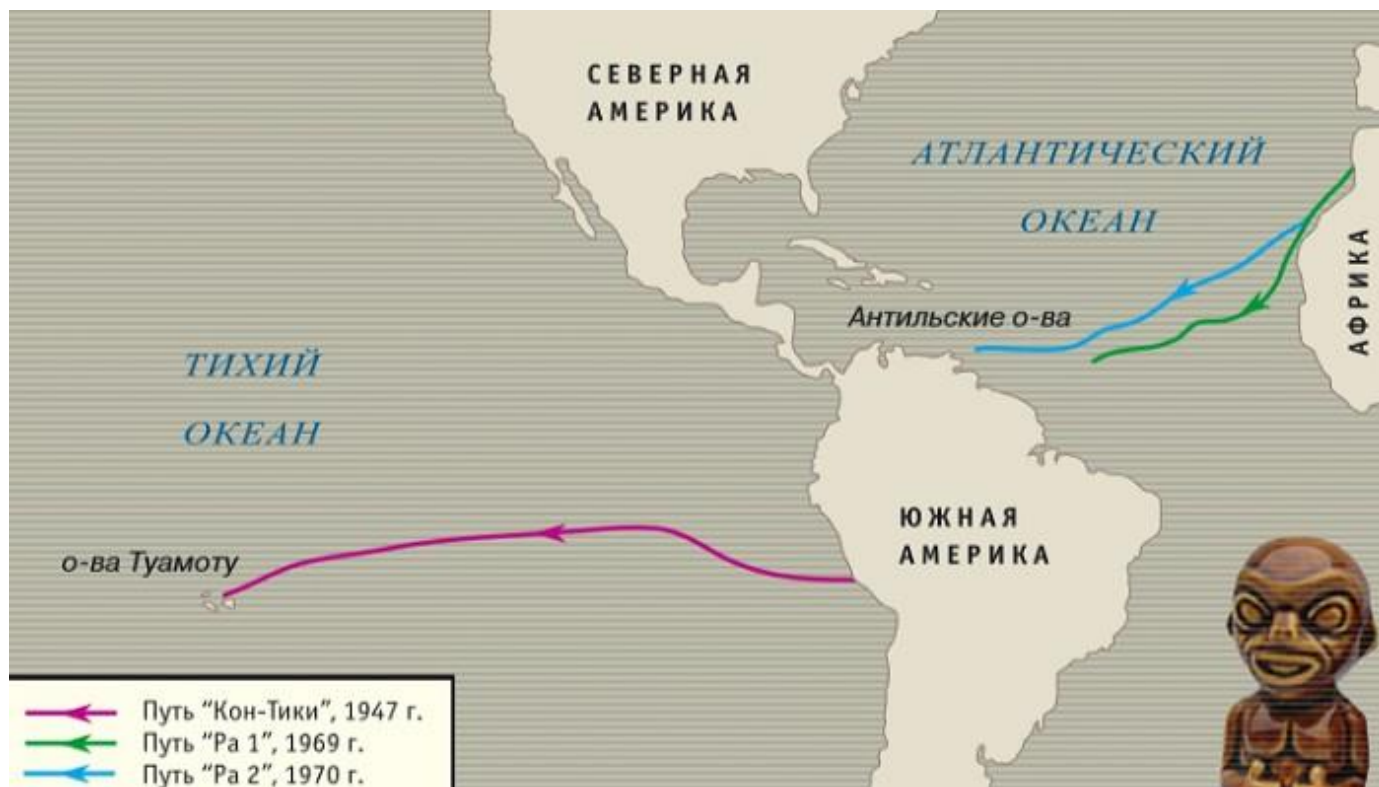 СЕВЕРНАЯ
АМЕРИКА
АТЛАНТИЧЕСКИЙ
ОКЕАН
АФРИКА
Антильские о-ва
ТИХИЙ
ОКЕАН
ЮЖНАЯ
АМЕРИКА
о-ва Туамоту
Путь “Кон-Тики”, 1947 г.
Путь “Ра 1”, 1969 г.
Путь “Ра 2”, 1970 г.